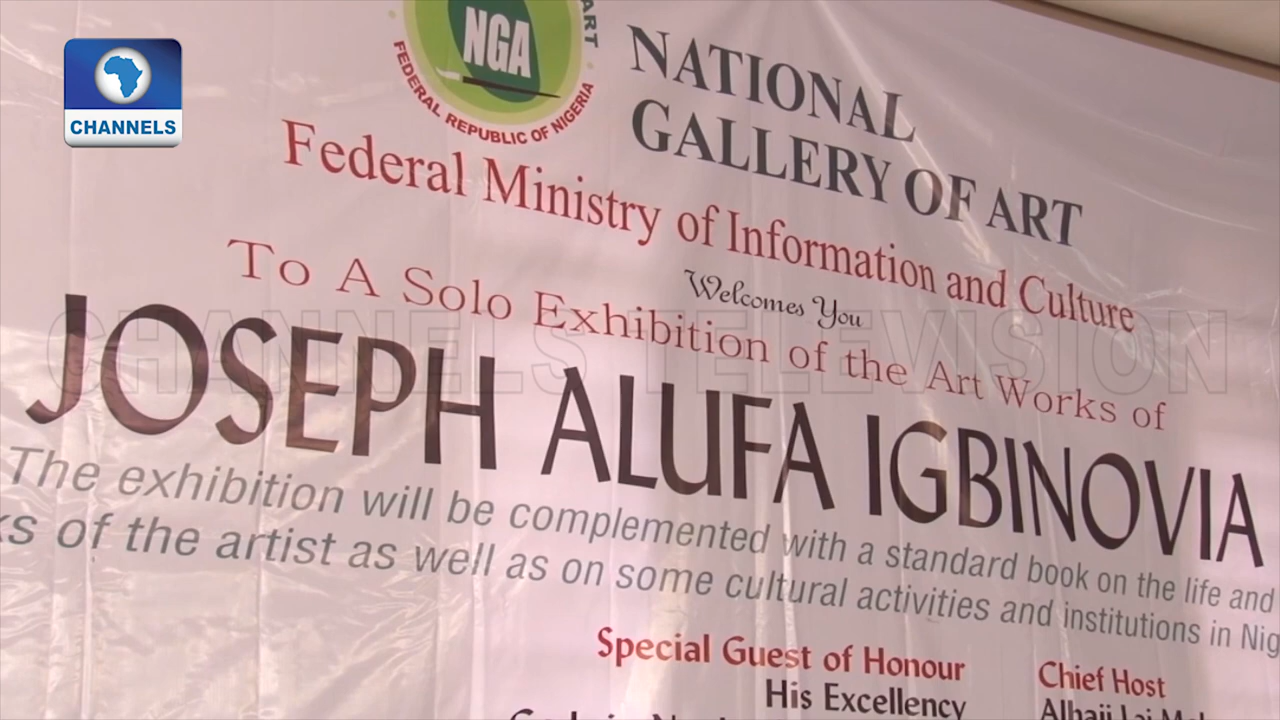 CHANNELS
NGA
ART
FEDERAL REPUBLIC OF NIGERIA
NATIONAL
GALLERY OF ART
Federal Ministry of Information and Culture
Welcomes You
To A Solo Exhibition of the Art Works of
CHANNELS TELEVISION
JOSEPH ALUFA IGBINOVIA
The exhibition will be complemented with a standard book on the life and
of the artist as well as on some cultural activities and institutions in
Special Guest of Honour
His Excellency
Chief Host
Alhaji Lai